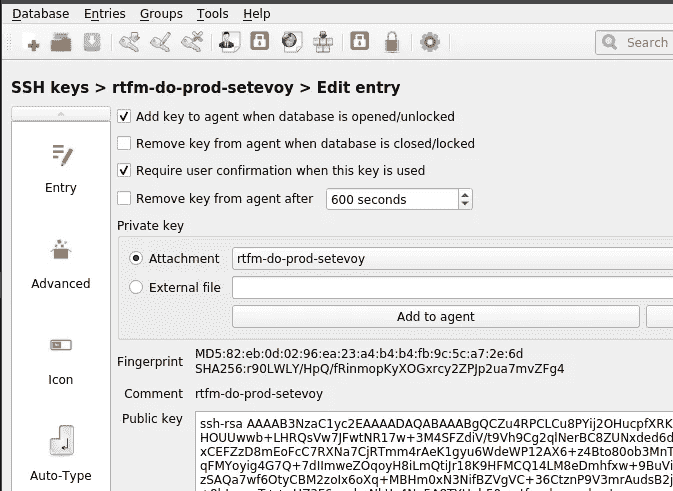 Database Entries Groups Tools Help
Search
SSH keys > rtfm-do-prod-setevoy > Edit entry
Add key to agent when database is opened/unlocked
Remove key from agent when database is closed/locked
Entry
Require user confirmation when this key is used
Remove key from agent after 600 seconds
Private key
Attachment rtfm-do-prod-setevoy
Advanced
External file
Add to agent
Fingerprint MD5:82:eb:0d:02:96:ea:23:a4:b4:b4:fb:9c:5c:a7:2e:6d
SHA256:r90LWLY/HpQ/fRinmopKyXOGxrcy2ZPJp2ua7mvZFg4
Icon
Comment rtfm-do-prod-setevoy
Public key ssh-rsa AAAAB3NzaC1yc2EAAAADAQABAAABgQCZu4RPCLCu8PYij2OHucpfXRK
HOUUwwb+LHRQsVw7JFwtNR17w+3M4SFZdiV/t9Vh9Cg2qlNerBC8ZUNxded6d
xCEFZzD8mEoFcC7RXNa7CjRTmm4rAeK1gyu6WdeWP12AX6+z4Bto80ob3MnT
qFMYoyig4G7Q+7dIImweZOqoyH8iLmQtiJr18K9HFMCQ14LM8eDmhfxw+9BuVi
Auto-Type
zSAQa7wf6OtyCBM2zoIx6oXq+MBHm0xN3NifBZVgVC+36CtznP9V3mrAudsB2j